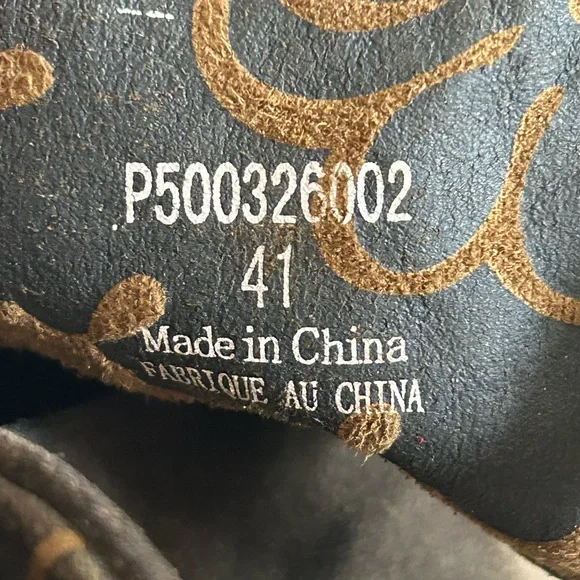 P500326002
41
Made in China
FABRIQUE AU CHINA